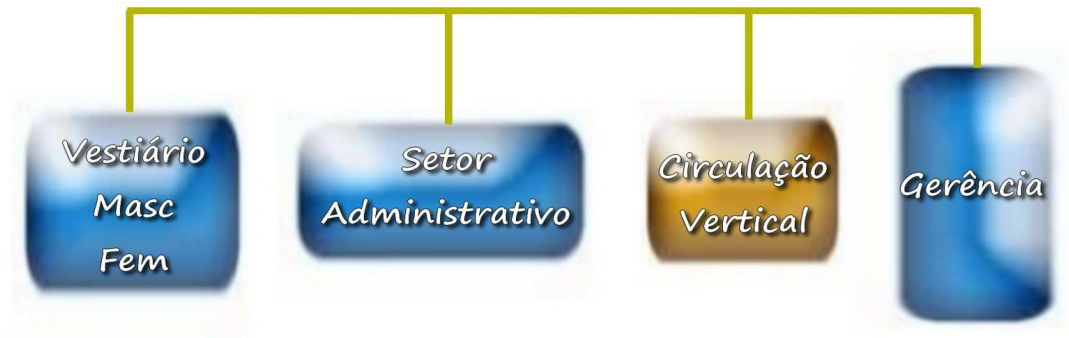 Vestiário
Masc
Fem
Setor
Administrativo
Circulação
Vertical
Gerência